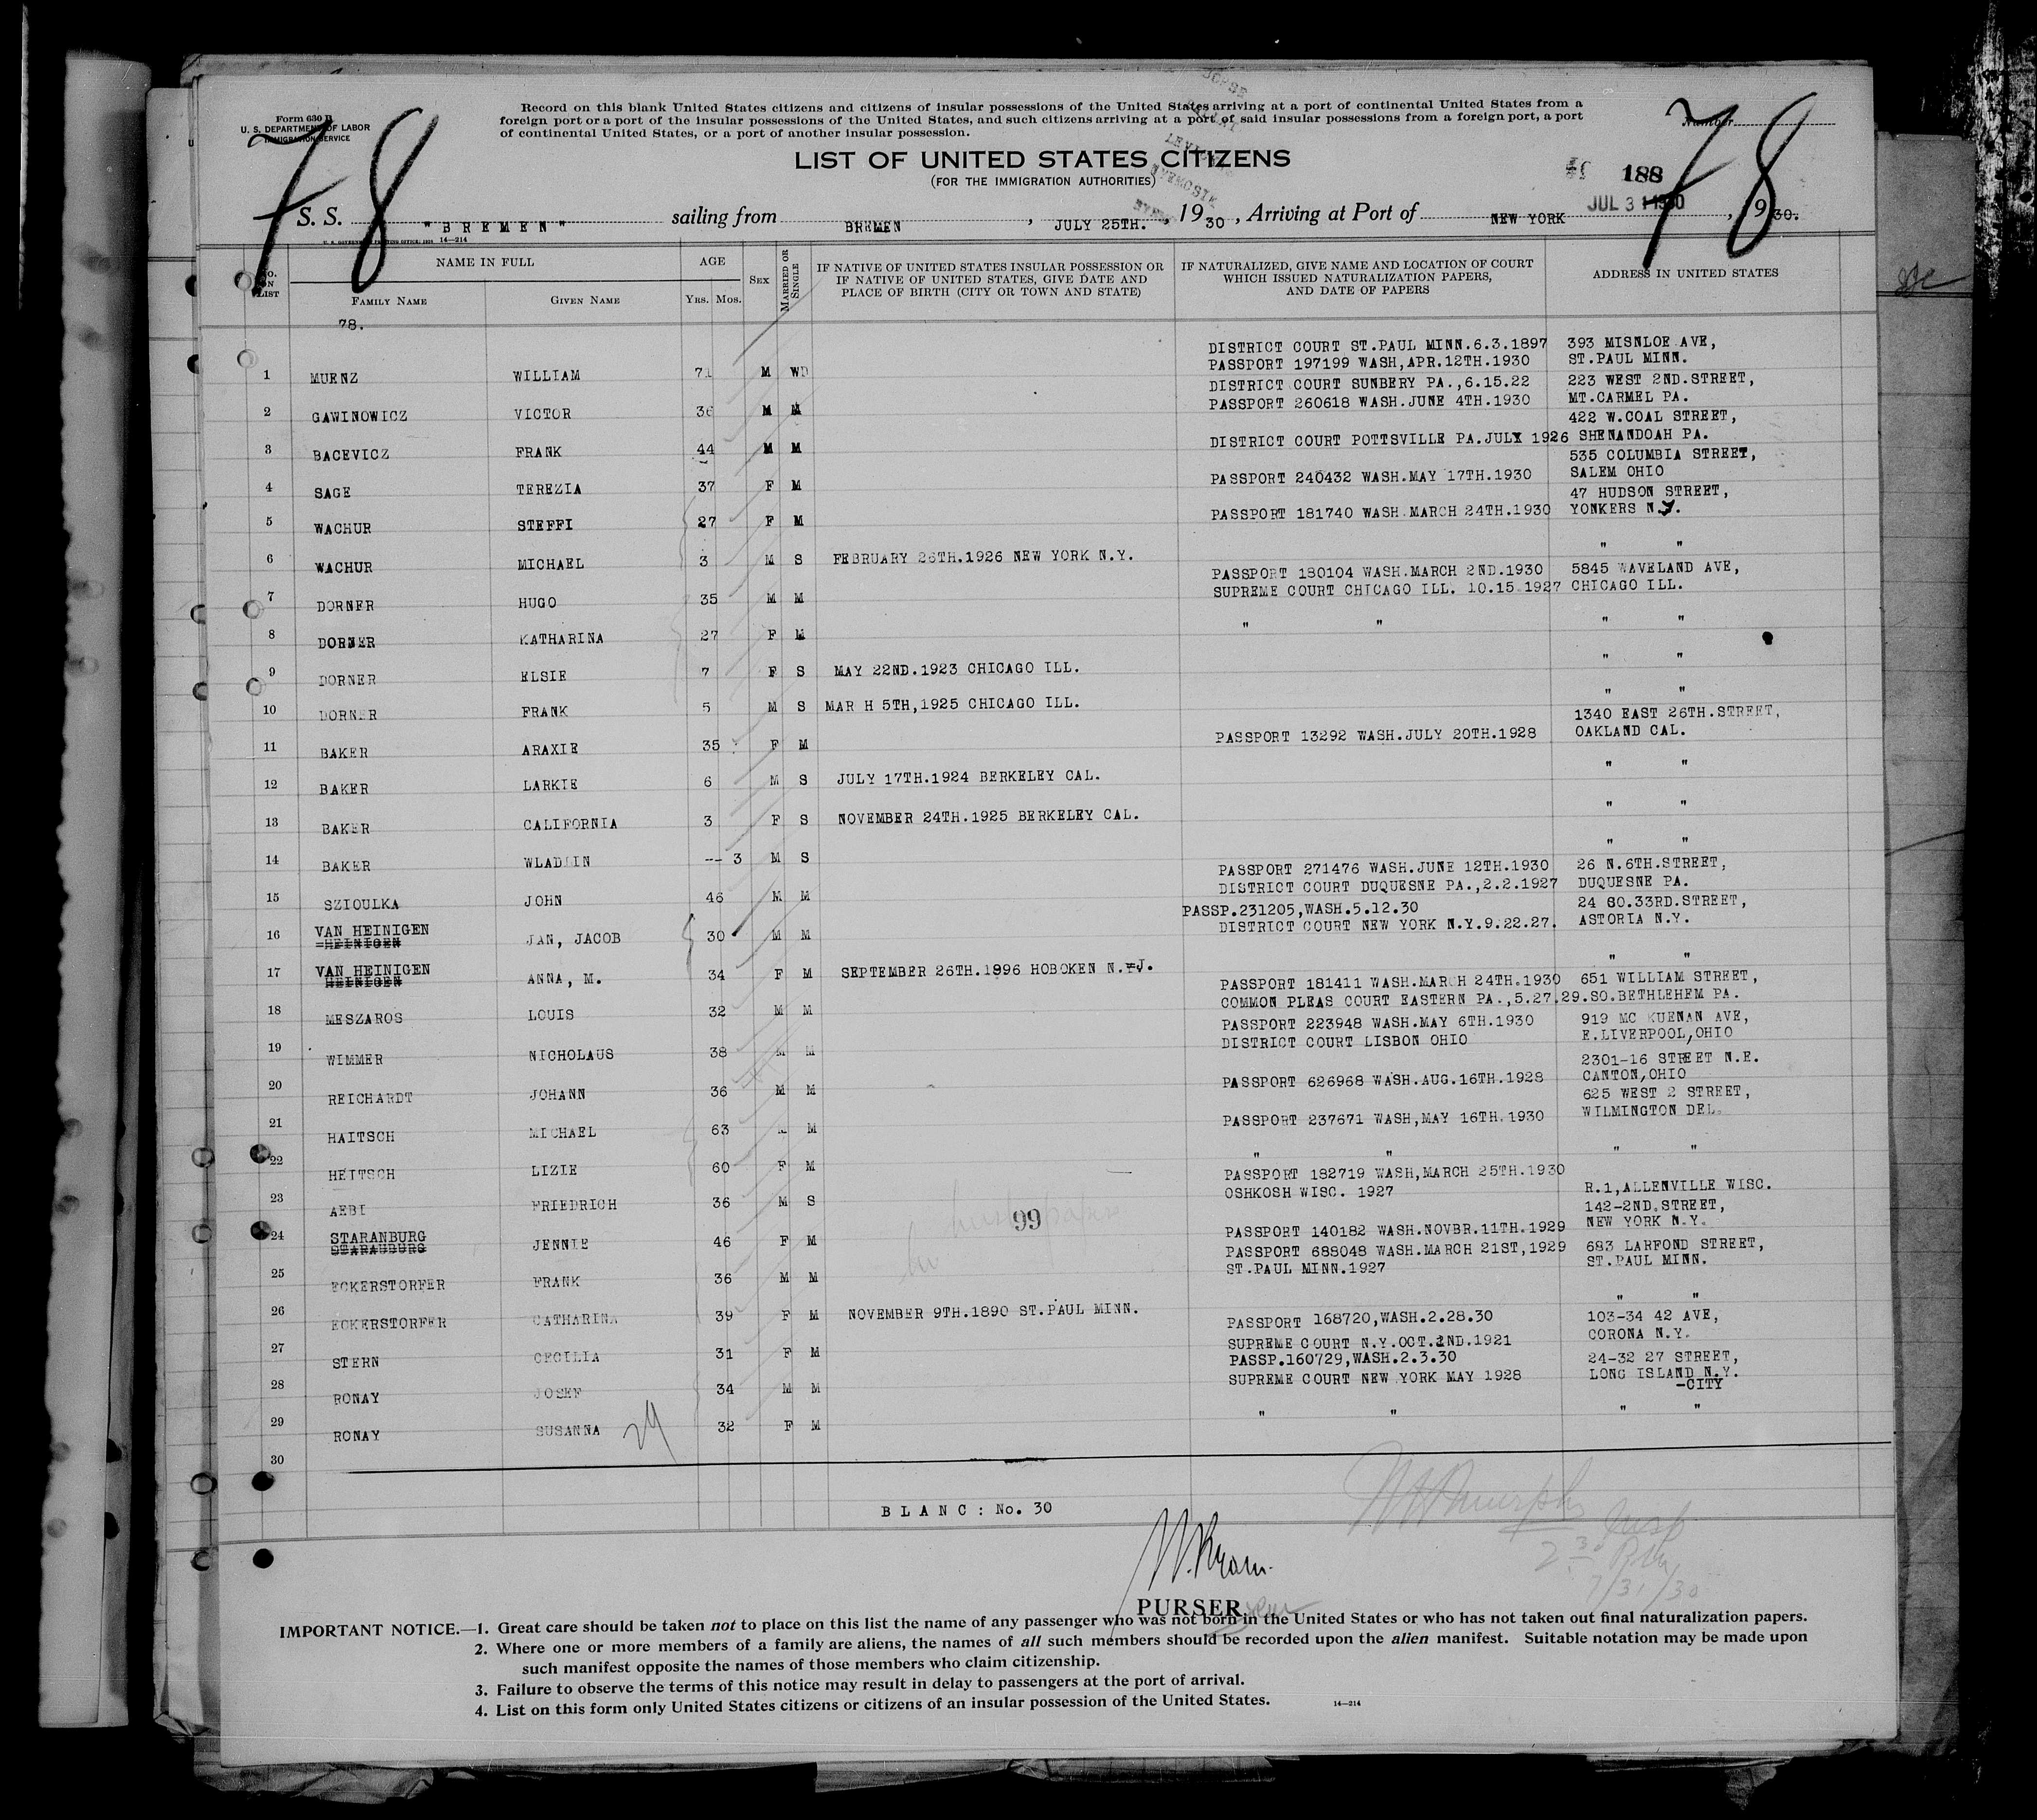 Form 630 B
U. S. DEPARTMENT OF LABOR
IMMIGRATION SERVICE
78
78
Record on this blank United States citizens and citizens of insular possessions of the United States arriving at a port of continental United States from a
foreign port or a port of the insular possessions of the United States, and such citizens arriving at a port of said insular possessions from a foreign port, a port
of continental United States, or a port of another insular possession.
Number
LIST OF UNITED STATES CITIZENS
(FOR THE IMMIGRATION AUTHORITIES)
188
JUL 31 1930
S. S. "BREMEN" sailing from BREMEN, JULY 25TH., 1930, Arriving at Port of NEW YORK, 1930.
14—214
No. ON LIST
NAME IN FULL
FAMILY NAME GIVEN NAME
AGE
YRS. MOS.
SEX
MARRIED OR SINGLE
IF NATIVE OF UNITED STATES INSULAR POSSESSION OR
IF NATIVE OF UNITED STATES, GIVE DATE AND
PLACE OF BIRTH (CITY OR TOWN AND STATE)
IF NATURALIZED, GIVE NAME AND LOCATION OF COURT
WHICH ISSUED NATURALIZATION PAPERS,
AND DATE OF PAPERS
ADDRESS IN UNITED STATES
78.
DISTRICT COURT ST.PAUL MINN.6.3.1897 393 MISNLOE AVE,
1 MUENZ WILLIAM 71 M WD PASSPORT 197199 WASH,APR.12TH.1930 ST.PAUL MINN.
DISTRICT COURT SUNBERY PA.,6.15.22 223 WEST 2ND.STREET,
2 GAWINOWICZ VICTOR 36 M M PASSPORT 260618 WASH.JUNE 4TH.1930 MT.CARMEL PA.
422 W.COAL STREET,
3 BACEVICZ FRANK 44 M M DISTRICT COURT POTTSVILLE PA.JULY 1926 SHENANDOAH PA.
535 COLUMBIA STREET,
4 SAGE TEREZIA 37 F M PASSPORT 240432 WASH.MAY 17TH.1930 SALEM OHIO
47 HUDSON STREET,
5 WACHUR STEFFI 27 F M PASSPORT 181740 WASH.MARCH 24TH.1930 YONKERS N.Y.
6 WACHUR MICHAEL 3 M S FEBRUARY 26TH.1926 NEW YORK N.Y. " "
PASSPORT 180104 WASH.MARCH 2ND.1930 5845 WAVELAND AVE,
7 DORNER HUGO 35 M M SUPREME COURT CHICAGO ILL. 10.15.1927 CHICAGO ILL.
8 DORNER KATHARINA 27 F M " " " "
9 DORNER ELSIE 7 F S MAY 22ND.1923 CHICAGO ILL. " "
10 DORNER FRANK 5 M S MAR H 5TH,1925 CHICAGO ILL. " "
1340 EAST 26TH.STREET,
11 BAKER ARAXIE 35 F M PASSPORT 13292 WASH.JULY 20TH.1928 OAKLAND CAL.
12 BAKER LARKIE 6 M S JULY 17TH.1924 BERKELEY CAL. " "
13 BAKER CALIFORNIA 3 F S NOVEMBER 24TH.1925 BERKELEY CAL. " "
14 BAKER -- 3 M S " "
PASSPORT 271476 WASH.JUNE 12TH.1930 26 N.6TH.STREET,
15 SZIOULKA JOHN 46 M M DISTRICT COURT DUQUESNE PA.,2.2.1927 DUQUESNE PA.
PASSP.231205,WASH.5.12.30 24 SO.33RD.STREET,
16 VAN HEINIGEN JAN, JACOB 30 M M DISTRICT COURT NEW YORK N.Y.9.22.27. ASTORIA N.Y.
-HEINIGEN
17 VAN HEINIGEN ANNA, M. 34 F M SEPTEMBER 26TH.1896 HOBOKEN N.J. " "
HEINIGEN
PASSPORT 181411 WASH.MARCH 24TH.1930 651 WILLIAM STREET,
18 MESZAROS LOUIS 32 M M COMMON PLEAS COURT EASTERN PA.,5.27.29.SO.BETHLEHEM PA.
PASSPORT 223948 WASH.MAY 6TH.1930 919 MC KUENAN AVE,
19 WIMMER NICHOLAUS 38 M M DISTRICT COURT LISBON OHIO E.LIVERPOOL,OHIO
2301-16 STREET N.E.
20 REICHARDT JOHANN 36 M M PASSPORT 626968 WASH.AUG.16TH.1928 CANTON,OHIO
625 WEST 2 STREET,
21 HAITSCH MICHAEL 63 M PASSPORT 237671 WASH,MAY 16TH.1930 WILMINGTON DEL.
22 HEITSCH LIZIE 60 F M " " " "
PASSPORT 182719 WASH,MARCH 25TH.1930
23 AEBI FRIEDRICH 36 M S OSHKOSH WISC. 1927 R.1,ALLENVILLE WISC.
99
142-2ND.STREET,
24 STARANBURG JENNIE 46 F M PASSPORT 140182 WASH.NOVBR.11TH.1929 NEW YORK N.Y.
STARAUBURG
PASSPORT 688048 WASH.MARCH 21ST,1929 683 LARFOND STREET,
25 ECKERSTORFER FRANK 36 M M ST.PAUL MINN.1927 ST.PAUL MINN.
26 ECKERSTORFER CATHARINA 39 F M NOVEMBER 9TH.1890 ST.PAUL MINN. " "
PASSPORT 168720,WASH.2.28.30 103-34 42 AVE,
27 STERN CECILIA 31 F M SUPREME COURT N.Y.OCT.2ND.1921 CORONA N.Y.
PASSP.160729,WASH.2.3.30 24-32 27 STREET,
28 RONAY JOSEF 34 M M SUPREME COURT NEW YORK MAY 1928 LONG ISLAND N.Y.
-CITY
29 RONAY SUSANNA 32 F M " " " "
30
BLANC: No. 30
2 30 PM
7/31/30
PURSER
IMPORTANT NOTICE.—1. Great care should be taken not to place on this list the name of any passenger who was not born in the United States or who has not taken out final naturalization papers.
2. Where one or more members of a family are aliens, the names of all such members should be recorded upon the alien manifest. Suitable notation may be made upon
such manifest opposite the names of those members who claim citizenship.
3. Failure to observe the terms of this notice may result in delay to passengers at the port of arrival.
4. List on this form only United States citizens or citizens of an insular possession of the United States. 14—214